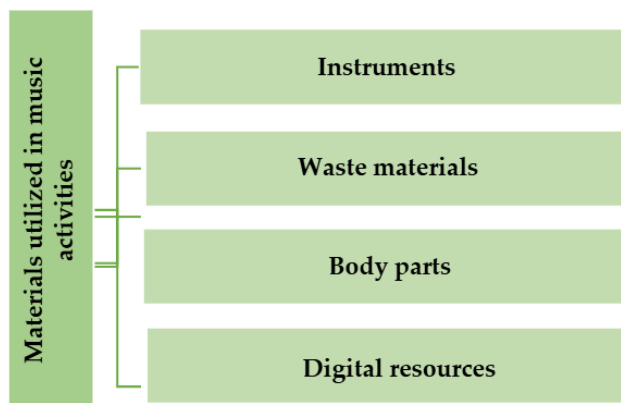 Materials utilized in music
activities
Instruments
Waste materials
Body parts
Digital resources